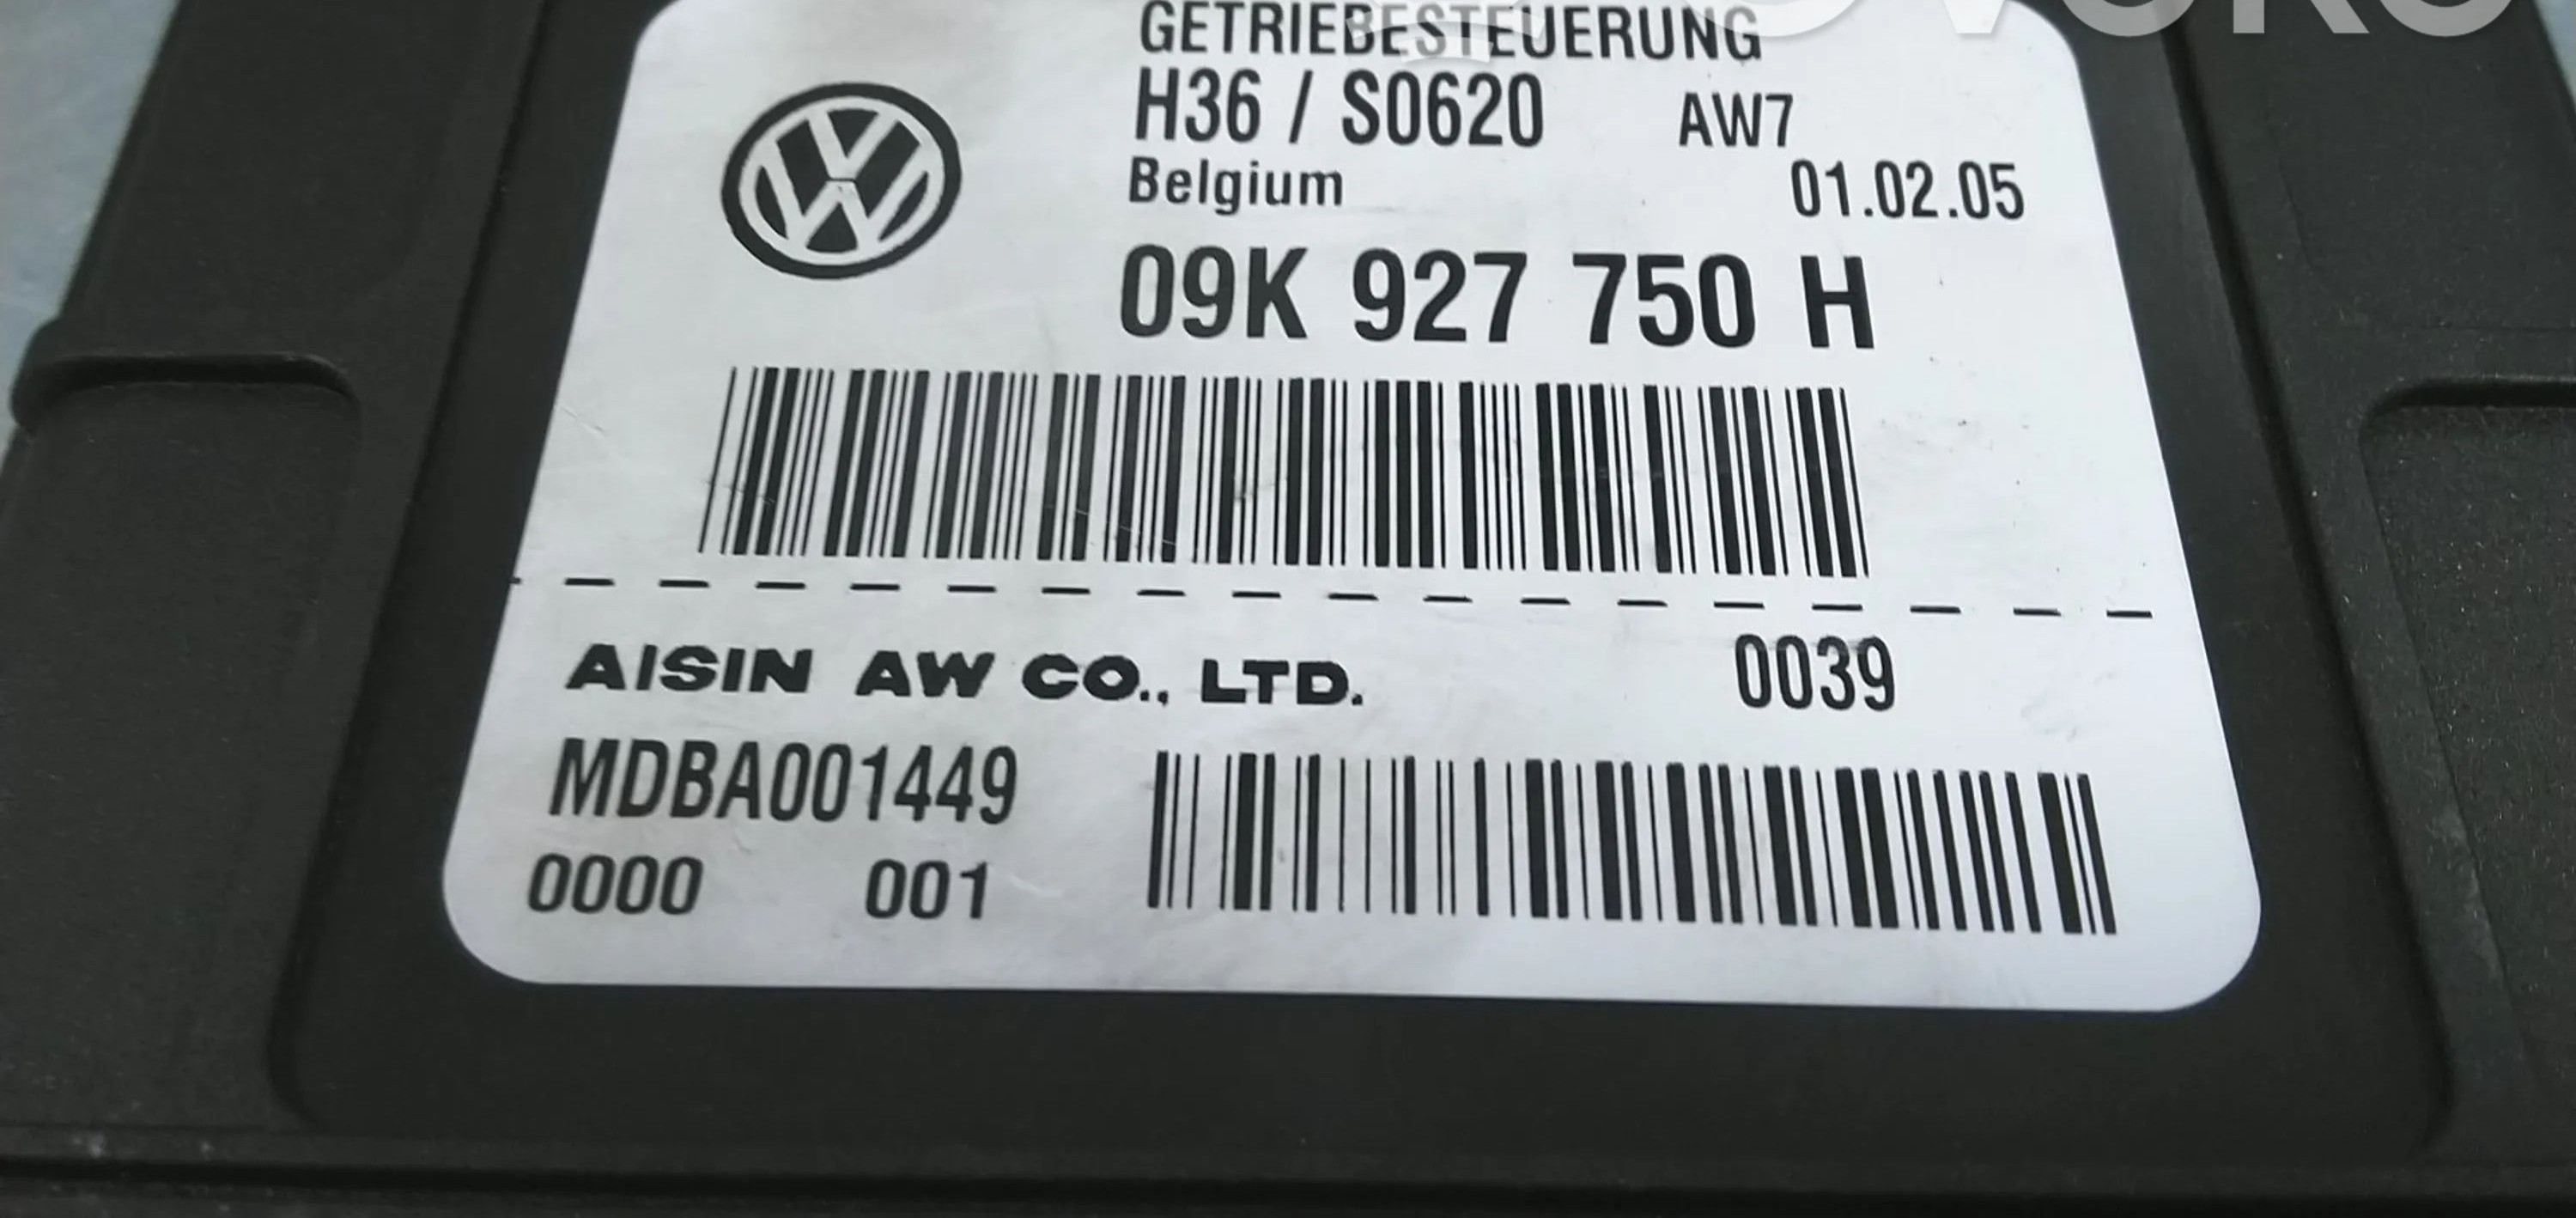 GETRIEBESTEUERUNG
H36 / S0620 AW7
Belgium 01.02.05
09K 927 750 H
AISIN AW CO., LTD. 0039
MDBA001449
0000 001